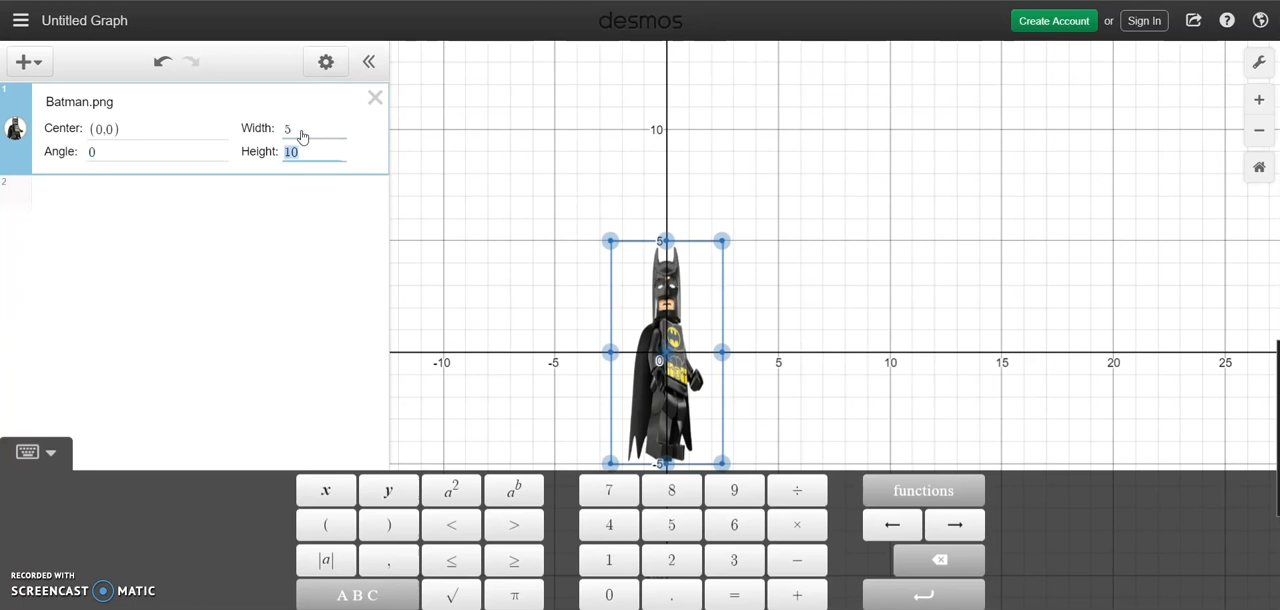 Untitled Graph
desmos
Create Account or Sign In
1
Batman.png
Center: (0,0) Width: 5
Angle: 0 Height: 10
2
10
5
-10 -5 0 5 10 15 20 25
-5
x y a² aᵇ 7 8 9 ÷ functions
( ) < > 4 5 6 × ← →
|a| , ≤ ≥ 1 2 3 −
A B C √ π 0 . = +
RECORDED WITH
SCREENCAST MATIC